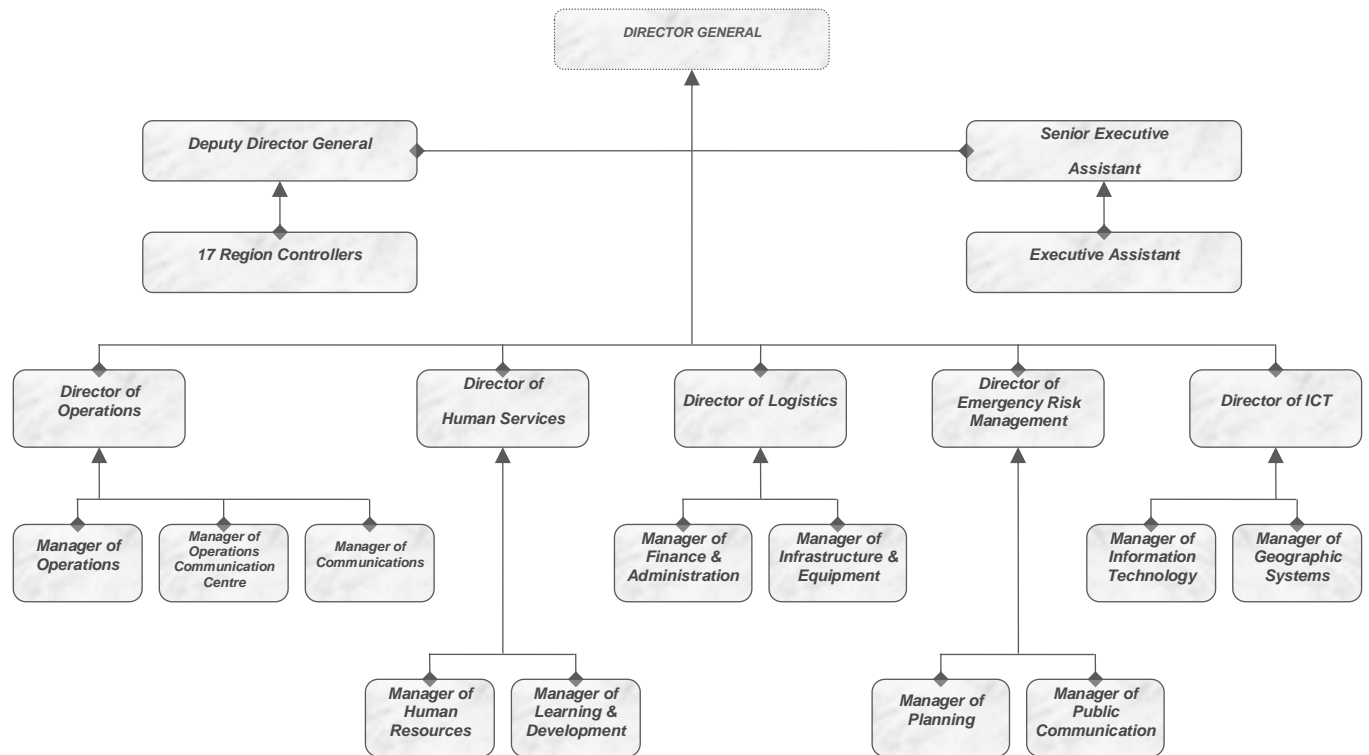 DIRECTOR GENERAL
Deputy Director General
Senior Executive
Assistant
17 Region Controllers
Executive Assistant
Director of
Operations
Director of
Human Services
Director of Logistics
Director of
Emergency Risk
Management
Director of ICT
Manager of
Operations
Manager of
Operations
Communication
Centre
Manager of
Communications
Manager of
Finance &
Administration
Manager of
Infrastructure &
Equipment
Manager of
Information
Technology
Manager of
Geographic
Systems
Manager of
Human
Resources
Manager of
Learning &
Development
Manager of
Planning
Manager of
Public
Communication